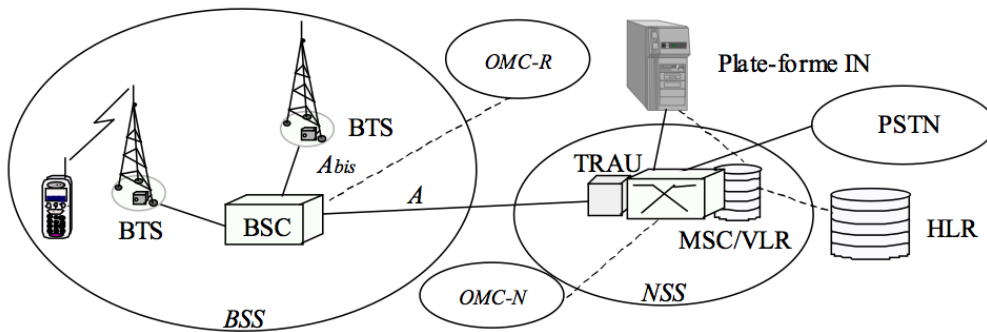 OMC-R
Plate-forme IN
BTS
PSTN
TRAU
Abis
A
BTS
BSC
MSC/VLR
HLR
OMC-N
NSS
BSS